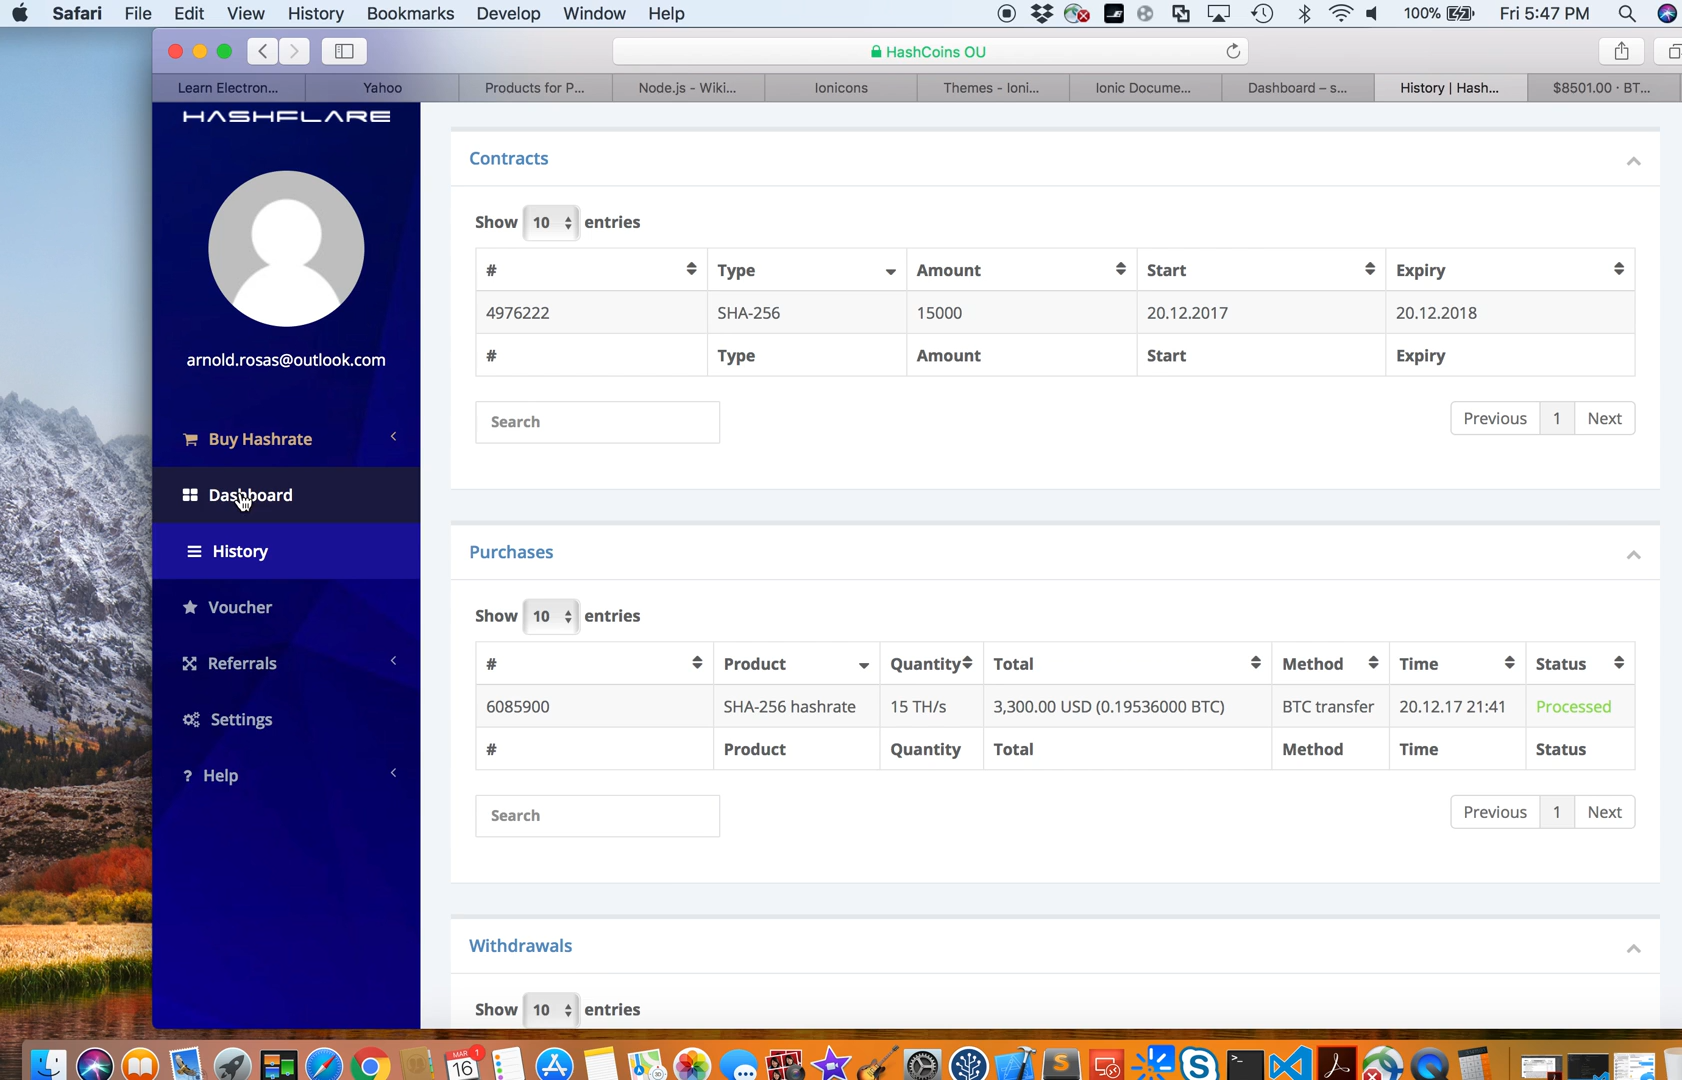 Safari File Edit View History Bookmarks Develop Window Help 100% Fri 5:47 PM
HashCoins OU
Learn Electron... Yahoo Products for P... Node.js - Wiki... Ionicons Themes - Ioni... Ionic Docume... Dashboard – s... History | Hash... $8501.00 · BT...
HASHFLARE
arnold.rosas@outlook.com
Buy Hashrate
Dashboard
History
Voucher
Referrals
Settings
? Help
Contracts
Show 10 entries
# Type Amount Start Expiry
4976222 SHA-256 15000 20.12.2017 20.12.2018
# Type Amount Start Expiry
Search
Previous 1 Next
Purchases
Show 10 entries
# Product Quantity Total Method Time Status
6085900 SHA-256 hashrate 15 TH/s 3,300.00 USD (0.19536000 BTC) BTC transfer 20.12.17 21:41 Processed
# Product Quantity Total Method Time Status
Search
Previous 1 Next
Withdrawals
Show 10 entries
MAR 1
16